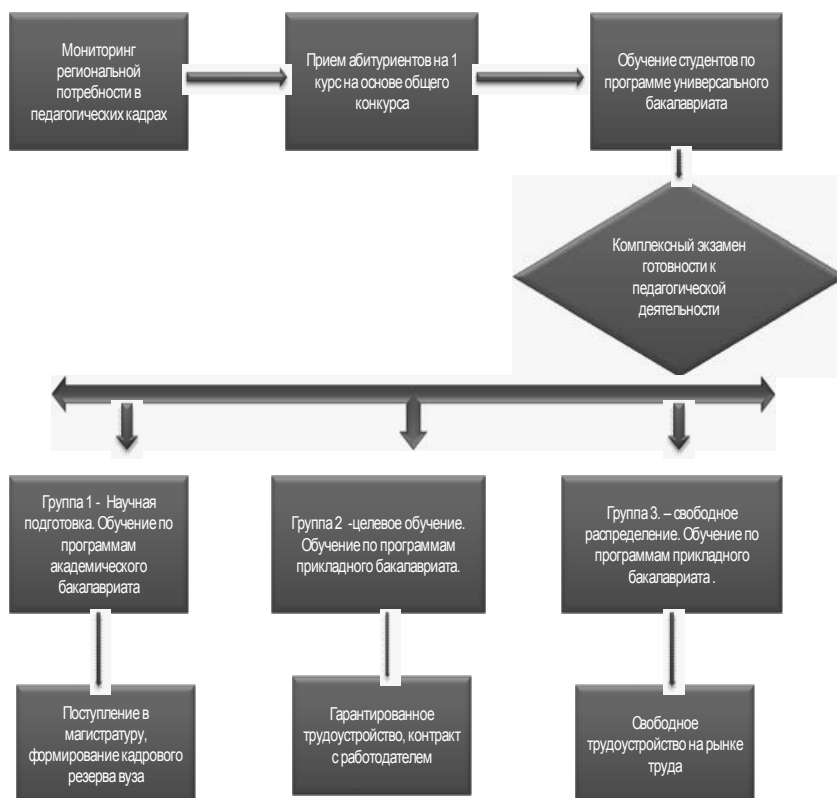 Мониторинг
региональной
потребности в
педагогических кадрах
Прием абитуриентов на 1
курс на основе общего
конкурса
Обучение студентов по
программе универсального
бакалавриата
Комплексный экзамен
готовности к
педагогической
деятельности
Группа 1 - Научная
подготовка. Обучение по
программам
академического
бакалавриата
Группа 2 -целевое обучение.
Обучение по программам
прикладного бакалавриата.
Группа 3. – свободное
распределение. Обучение по
программам прикладного
бакалавриата .
Поступление в
магистратуру,
формирование кадрового
резерва вуза
Гарантированное
трудоустройство, контракт
с работодателем
Свободное
трудоустройство на рынке
труда